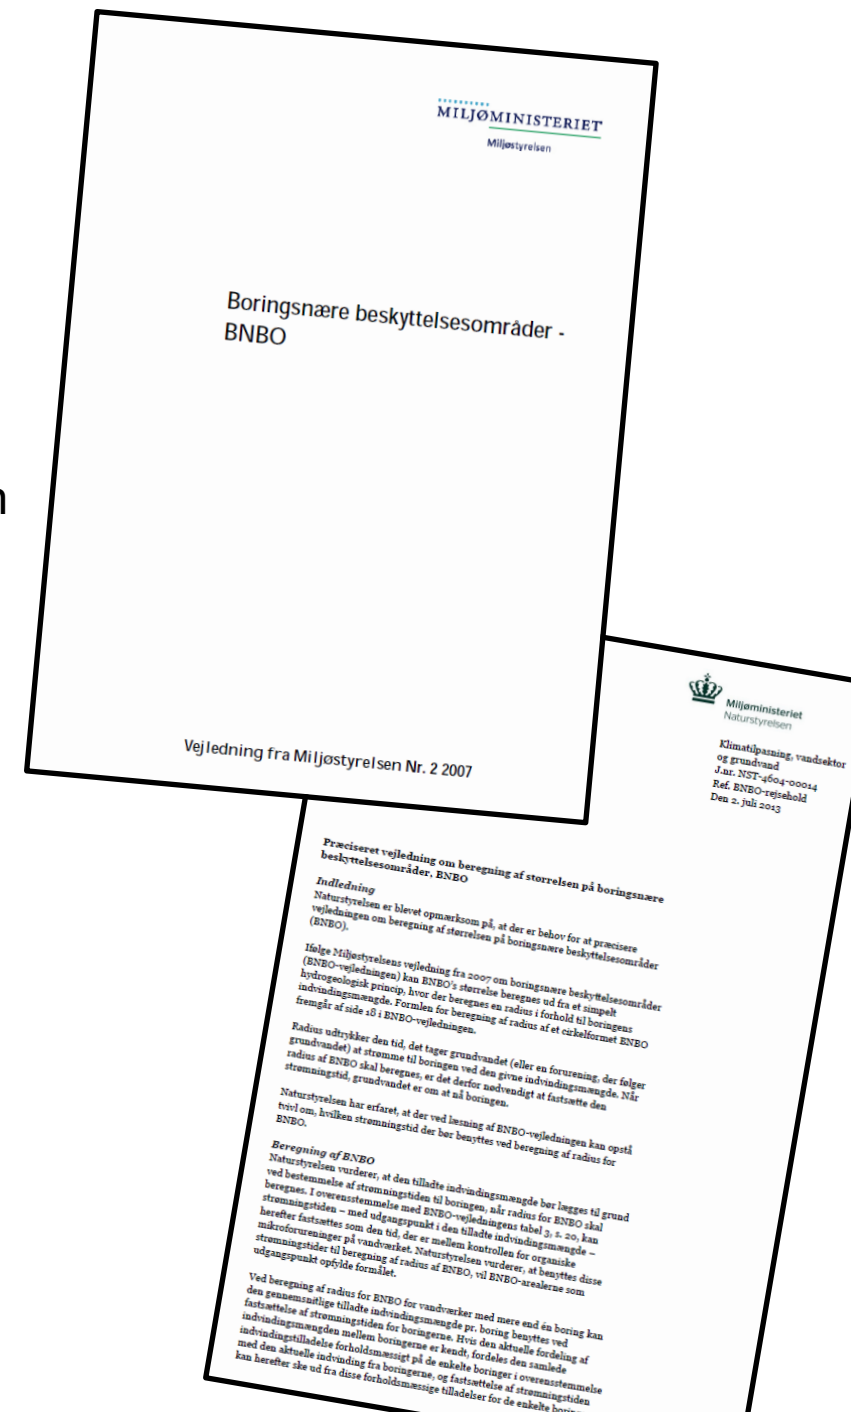 MILJØMINISTERIET
Miljøstyrelsen
Boringsnære beskyttelsesområder -
BNBO
Vejledning fra Miljøstyrelsen Nr. 2 2007
Miljøministeriet
Naturstyrelsen
Klimatilpasning, vandsektor
og grundvand
J.nr. NST-4604-00014
Ref. BNBO-rejsehold
Den 2. juli 2013
Præciseret vejledning om beregning af størrelsen på boringsnære
beskyttelsesområder, BNBO
Indledning
Naturstyrelsen er blevet opmærksom på, at der er behov for at præcisere
vejledningen om beregning af størrelsen på boringsnære beskyttelsesområder
(BNBO).
Ifølge Miljøstyrelsens vejledning fra 2007 om boringsnære beskyttelsesområder
(BNBO-vejledningen) kan BNBO's størrelse beregnes ud fra et simpelt
hydrogeologisk princip, hvor der beregnes en radius i forhold til boringens
indvindingsmængde. Formlen for beregning af radius af et cirkelformet BNBO
fremgår af side 18 i BNBO-vejledningen.
Radius udtrykker den tid, det tager grundvandet (eller en forurening, der følger
grundvandet) at strømme til boringen ved den givne indvindingsmængde. Når
radius af BNBO skal beregnes, er det derfor nødvendigt at fastsætte den
strømningstid, grundvandet er om at nå boringen.
Naturstyrelsen har erfaret, at der ved læsning af BNBO-vejledningen kan opstå
tvivl om, hvilken strømningstid der bør benyttes ved beregning af radius for
BNBO.
Beregning af BNBO
Naturstyrelsen vurderer, at den tilladte indvindingsmængde bør lægges til grund
ved bestemmelse af strømningstiden til boringen, når radius for BNBO skal
beregnes. I overensstemmelse med BNBO-vejledningens tabel 3, s. 20, kan
strømningstiden – med udgangspunkt i den tilladte indvindingsmængde –
herefter fastsættes som den tid, der er mellem kontrollen for organiske
mikroforureninger på vandværket. Naturstyrelsen vurderer, at benyttes disse
strømningstider til beregning af radius af BNBO, vil BNBO-arealerne som
udgangspunkt opfylde formålet.
Ved beregning af radius for BNBO for vandværker med mere end én boring kan
den gennemsnitlige tilladte indvindingsmængde pr. boring benyttes ved
fastsættelse af strømningstiden for boringerne. Hvis den aktuelle fordeling af
indvindingsmængden mellem boringerne er kendt, fordeles den samlede
indvindingstilladelse forholdsmæssigt på de enkelte boringer i overensstemmelse
med den aktuelle indvinding fra boringerne, og fastsættelse af strømningstiden
kan herefter ske ud fra disse forholdsmæssige tilladelser for de enkelte